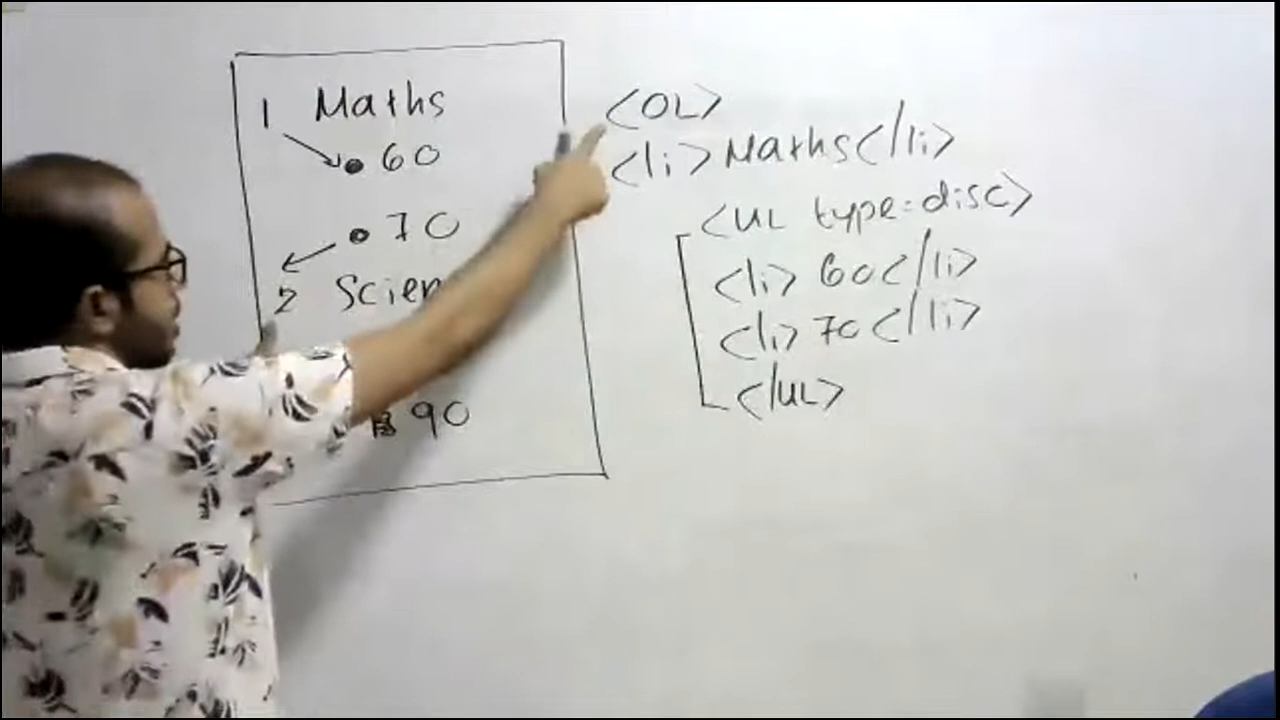 1 Maths
60
70
2
90
<OL>
<li>Maths</li>
<UL type=disc>
<li>60</li>
<li>70</li>
</UL>